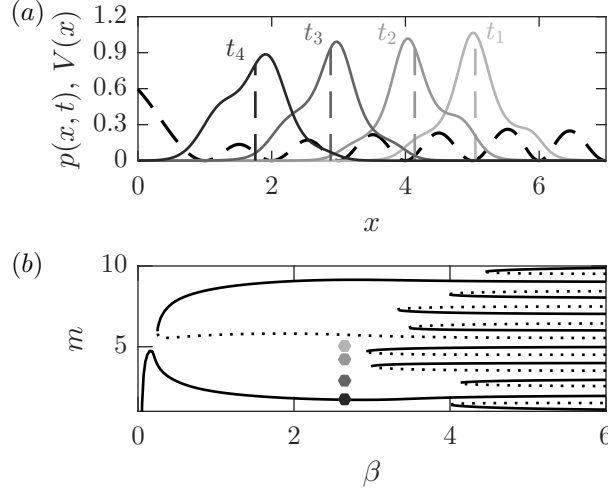 (a)
1.2
0.9
0.6
0.3
0
p(x, t), V(x)
t₄
t₃
t₂
t₁
0
2
4
6
x
(b)
10
5
m
0
2
4
6
β